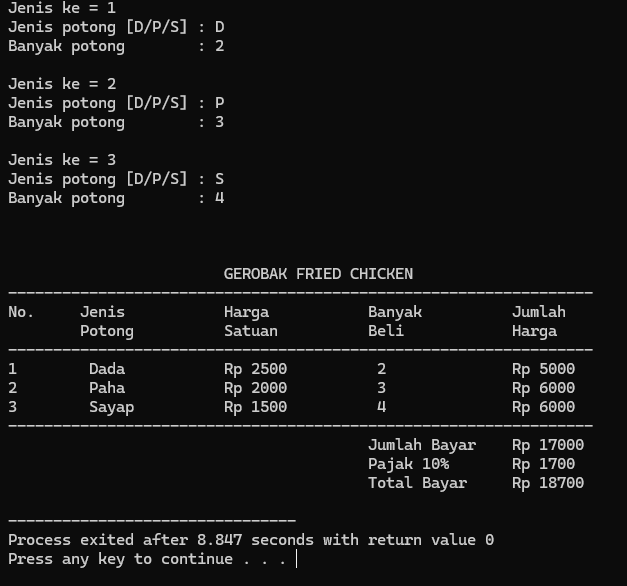 Jenis ke = 1
Jenis potong [D/P/S] : D
Banyak potong        : 2
Jenis ke = 2
Jenis potong [D/P/S] : P
Banyak potong        : 3
Jenis ke = 3
Jenis potong [D/P/S] : S
Banyak potong        : 4
GEROBAK FRIED CHICKEN
-----------------------------------------------------------------
No.     Jenis           Harga           Banyak          Jumlah
        Potong          Satuan          Beli            Harga
-----------------------------------------------------------------
1        Dada           Rp 2500          2              Rp 5000
2        Paha           Rp 2000          3              Rp 6000
3        Sayap          Rp 1500          4              Rp 6000
-----------------------------------------------------------------
Jumlah Bayar    Rp 17000
Pajak 10%       Rp 1700
Total Bayar     Rp 18700
--------------------------------
Process exited after 8.847 seconds with return value 0
Press any key to continue . . .